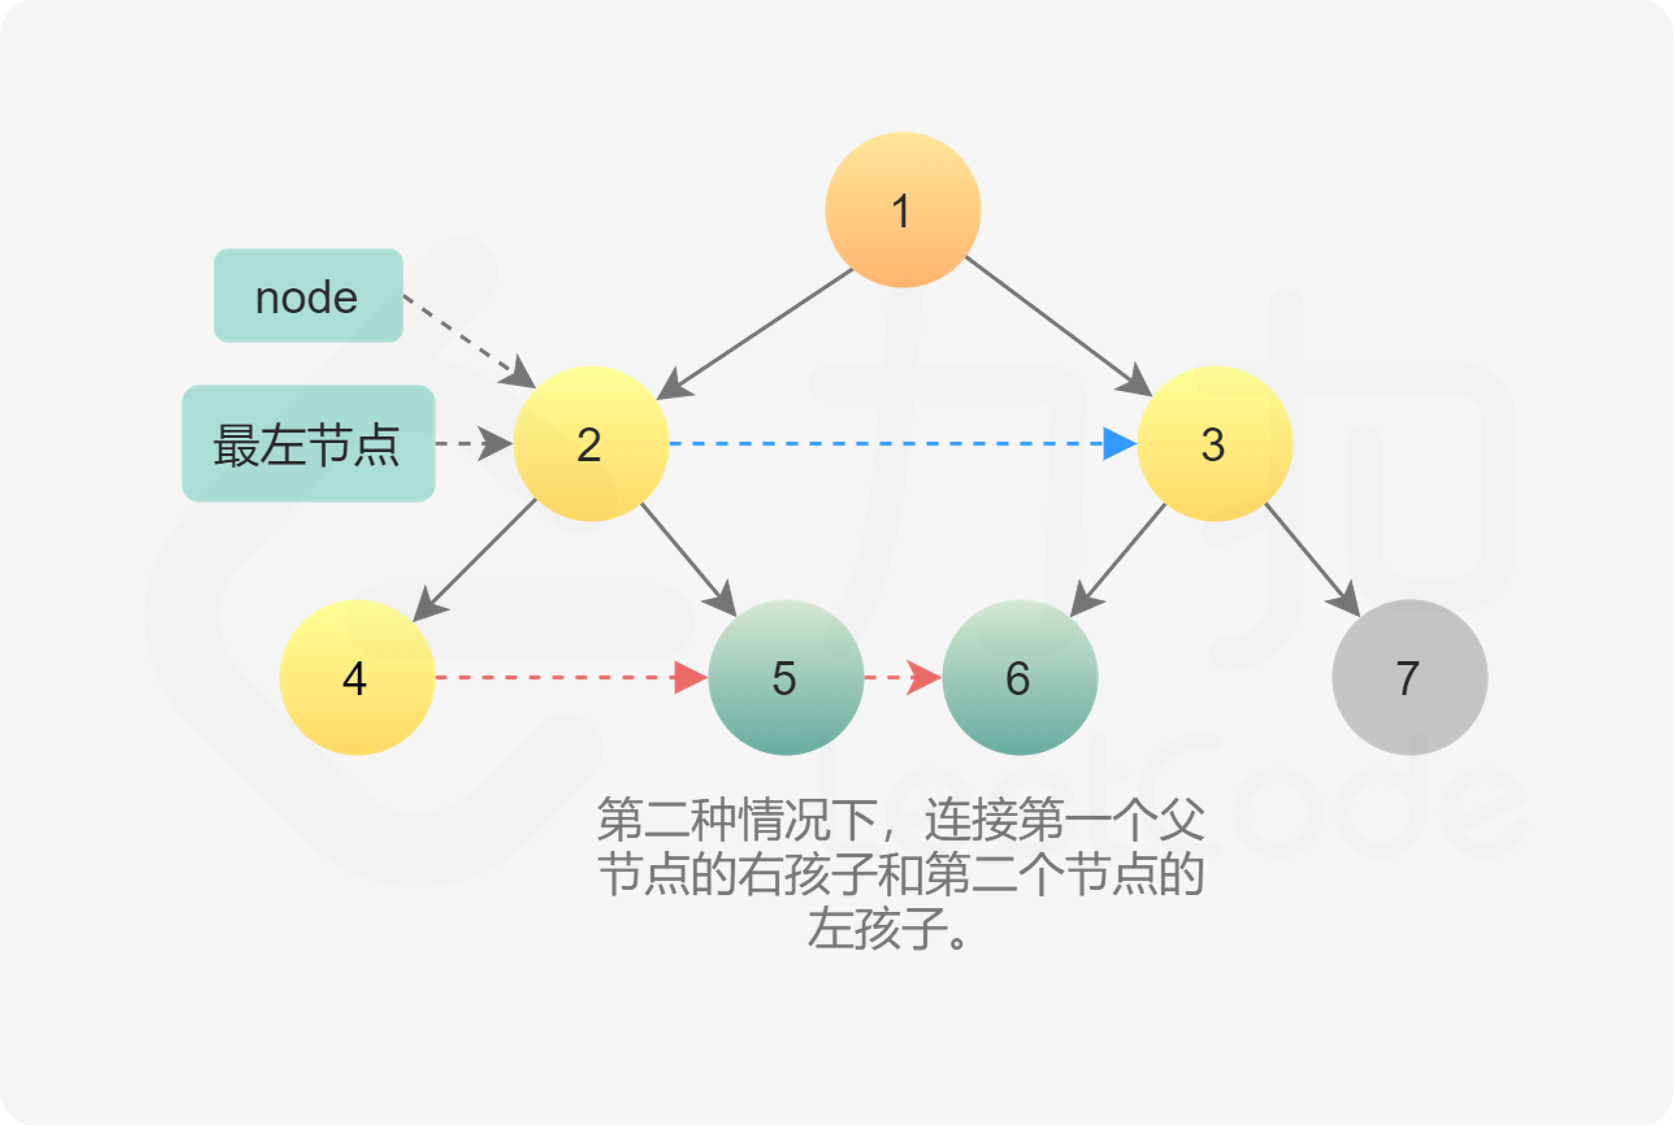 1
node
最左节点
2
3
4
5
6
7
第二种情况下，连接第一个父
节点的右孩子和第二个节点的
左孩子。
力扣
LeetCode